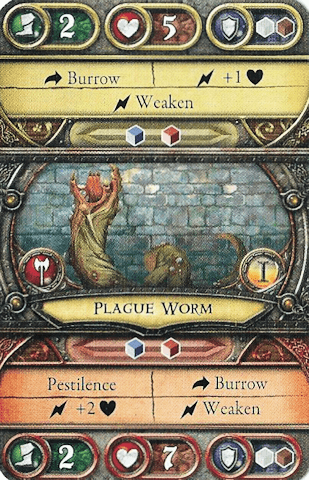 2 5
Burrow +1
Weaken
I
PLAGUE WORM
Pestilence Burrow
+2 Weaken
2 7